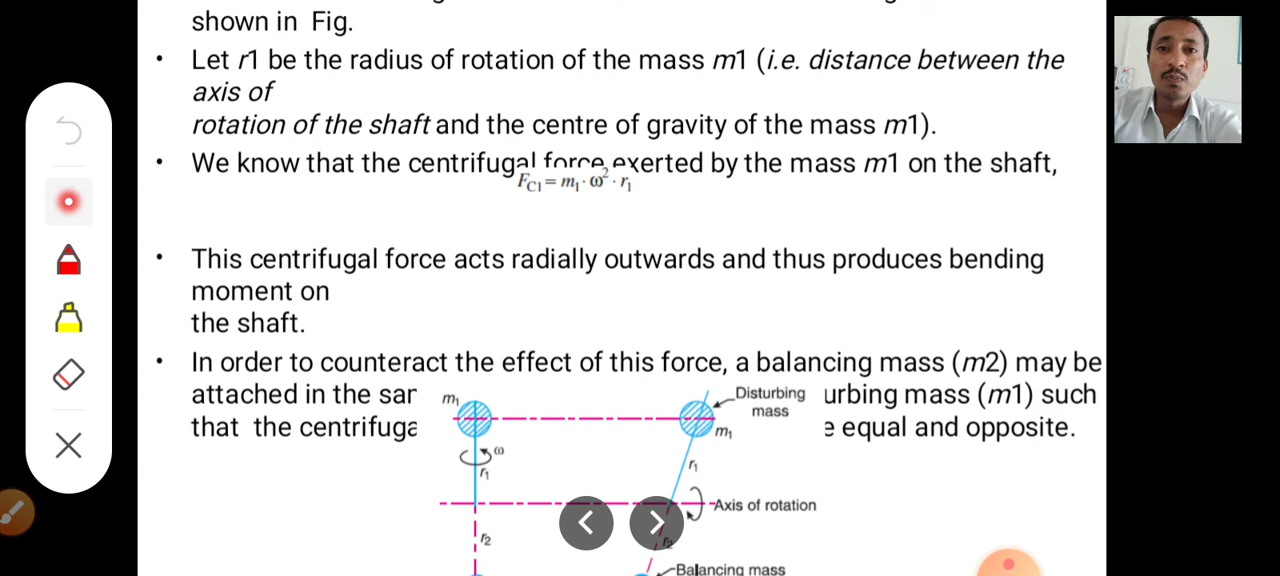 shown in Fig.
• Let r1 be the radius of rotation of the mass m1 (i.e. distance between the
axis of
rotation of the shaft and the centre of gravity of the mass m1).
• We know that the centrifugal force exerted by the mass m1 on the shaft,
F_C1 = m₁ · ω² · r₁
• This centrifugal force acts radially outwards and thus produces bending
moment on
the shaft.
• In order to counteract the effect of this force, a balancing mass (m2) may be
attached in the urbing mass (m1) such
that the equal and opposite.
m₁
Disturbing
mass
m₁
ω
r₁
r₁
Axis of rotation
r₂
r₂
Balancing mass